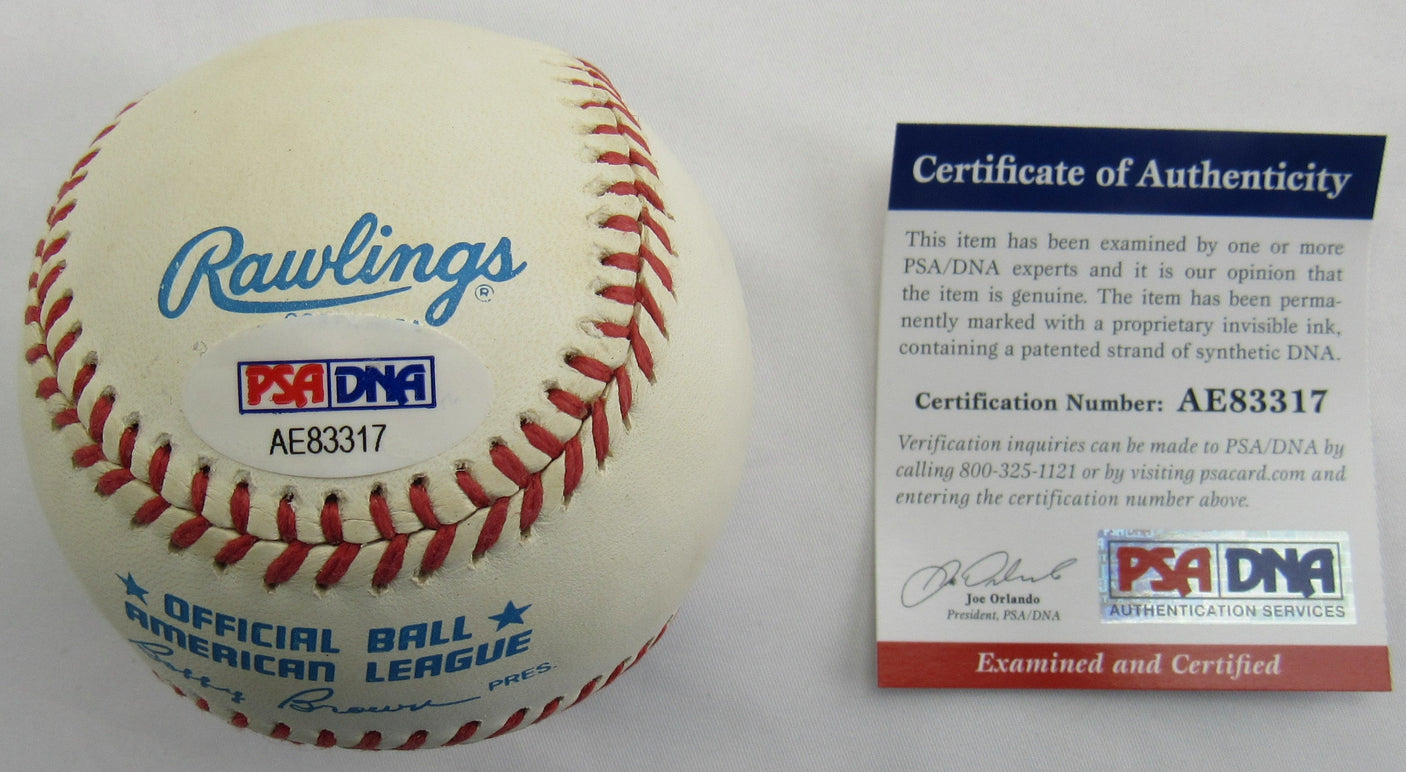 Rawlings ®
PSA DNA
AE83317
OFFICIAL BALL
AMERICAN LEAGUE
Bobby Brown PRES.
Certificate of Authenticity
This item has been examined by one or more
PSA/DNA experts and it is our opinion that
the item is genuine. The item has been perma-
nently marked with a proprietary invisible ink,
containing a patented strand of synthetic DNA.
Certification Number: AE83317
Verification inquiries can be made to PSA/DNA by
calling 800-325-1121 or by visiting psacard.com and
entering the certification number above.
Joe Orlando
President, PSA/DNA
PSA DNA
AUTHENTICATION SERVICES
Examined and Certified